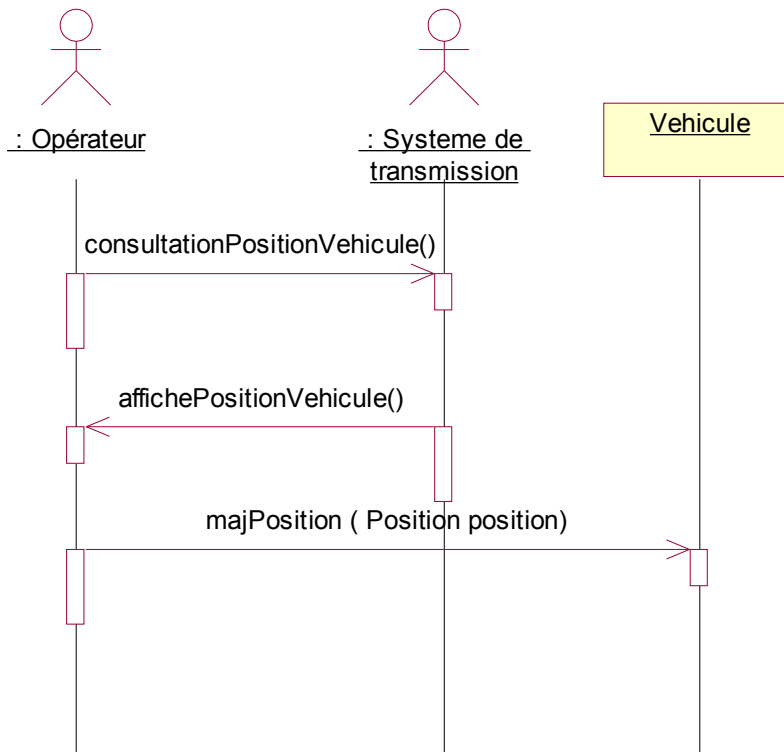 : Opérateur
: Systeme de
transmission
Vehicule
consultationPositionVehicule()
affichePositionVehicule()
majPosition ( Position position)